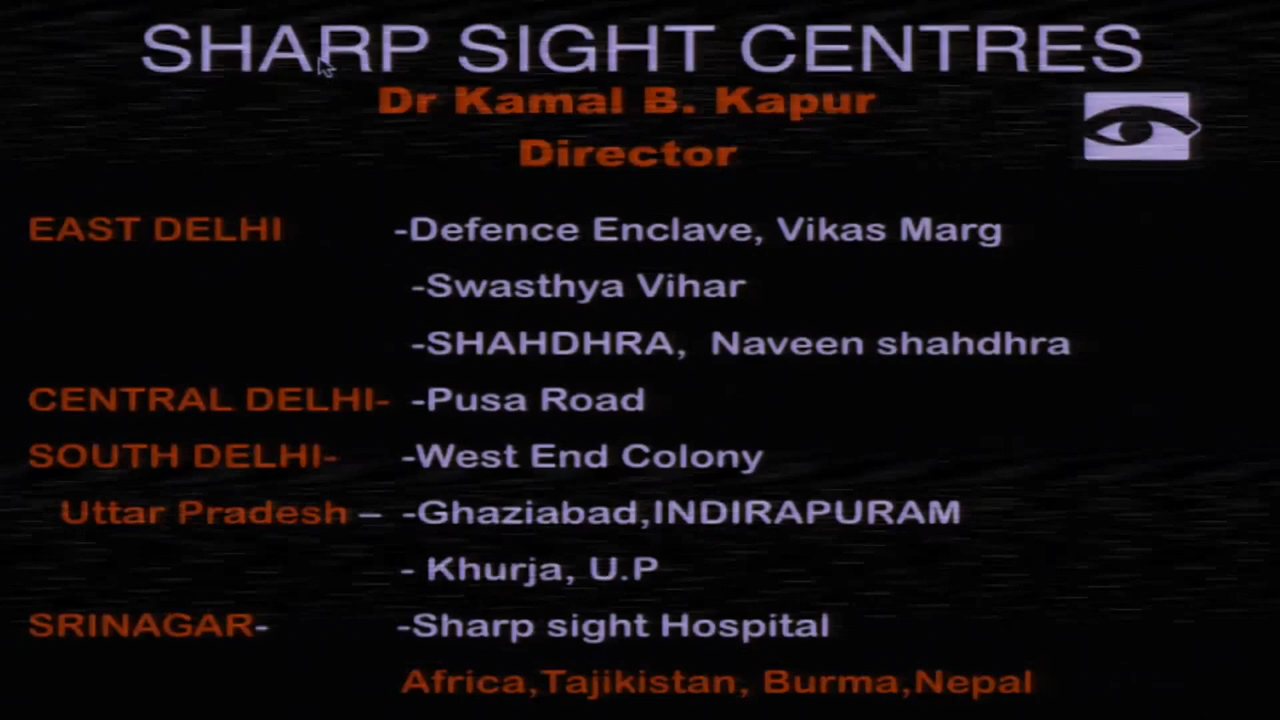 SHARP SIGHT CENTRES
Dr Kamal B. Kapur
Director
EAST DELHI -Defence Enclave, Vikas Marg
-Swasthya Vihar
-SHAHDHRA, Naveen shahdhra
CENTRAL DELHI- -Pusa Road
SOUTH DELHI- -West End Colony
Uttar Pradesh – -Ghaziabad,INDIRAPURAM
- Khurja, U.P
SRINAGAR- -Sharp sight Hospital
Africa,Tajikistan, Burma,Nepal